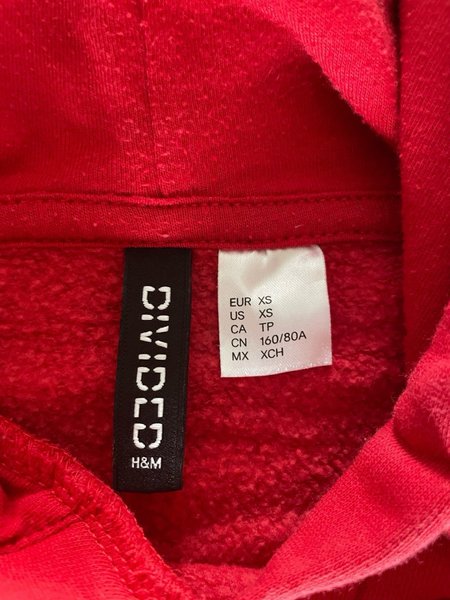 DIVIDED
H&M
EUR XS
US XS
CA TP
CN 160/80A
MX XCH